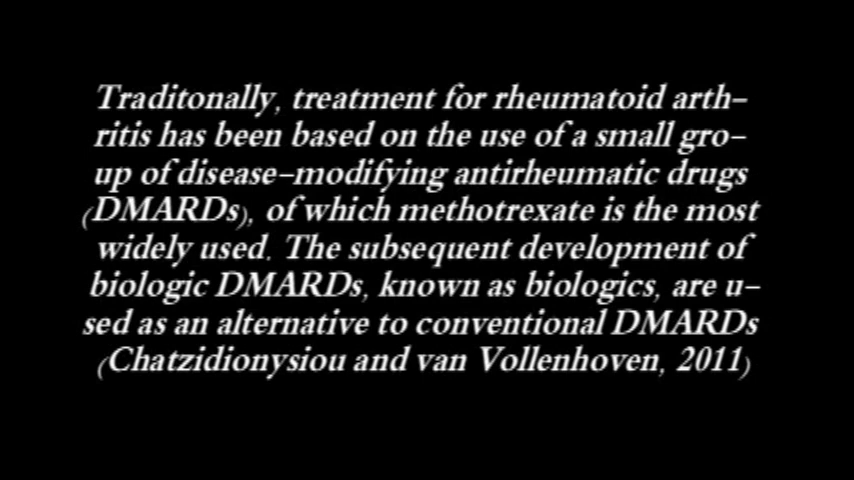 Traditonally, treatment for rheumatoid arth-
ritis has been based on the use of a small gro-
up of disease-modifying antirheumatic drugs
(DMARDs), of which methotrexate is the most
widely used. The subsequent development of
biologic DMARDs, known as biologics, are u-
sed as an alternative to conventional DMARDs
(Chatzidionysiou and van Vollenhoven, 2011)